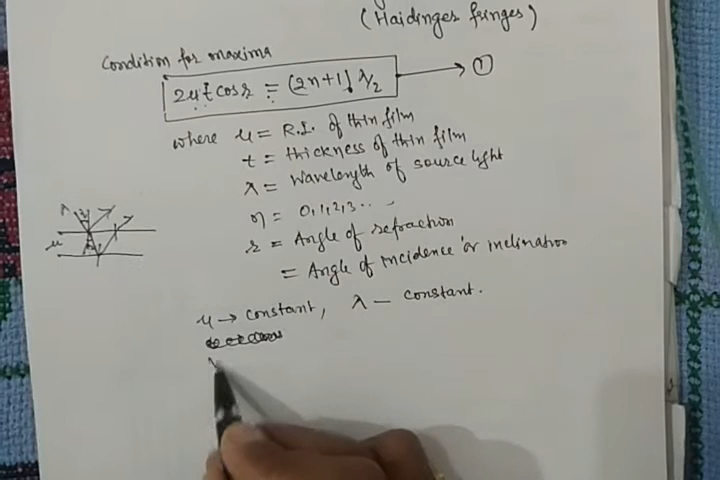 (Haidinges fringes)
Condition for maxima
2μt cos r = (2n+1) λ/2 → ①
where μ = R.I. of thin film
t = thickness of thin film
λ = Wavelength of source light
n = 0,1,2,3...
r = Angle of refraction
= Angle of incidence or inclination
μ → constant, λ – constant.
λ
μ